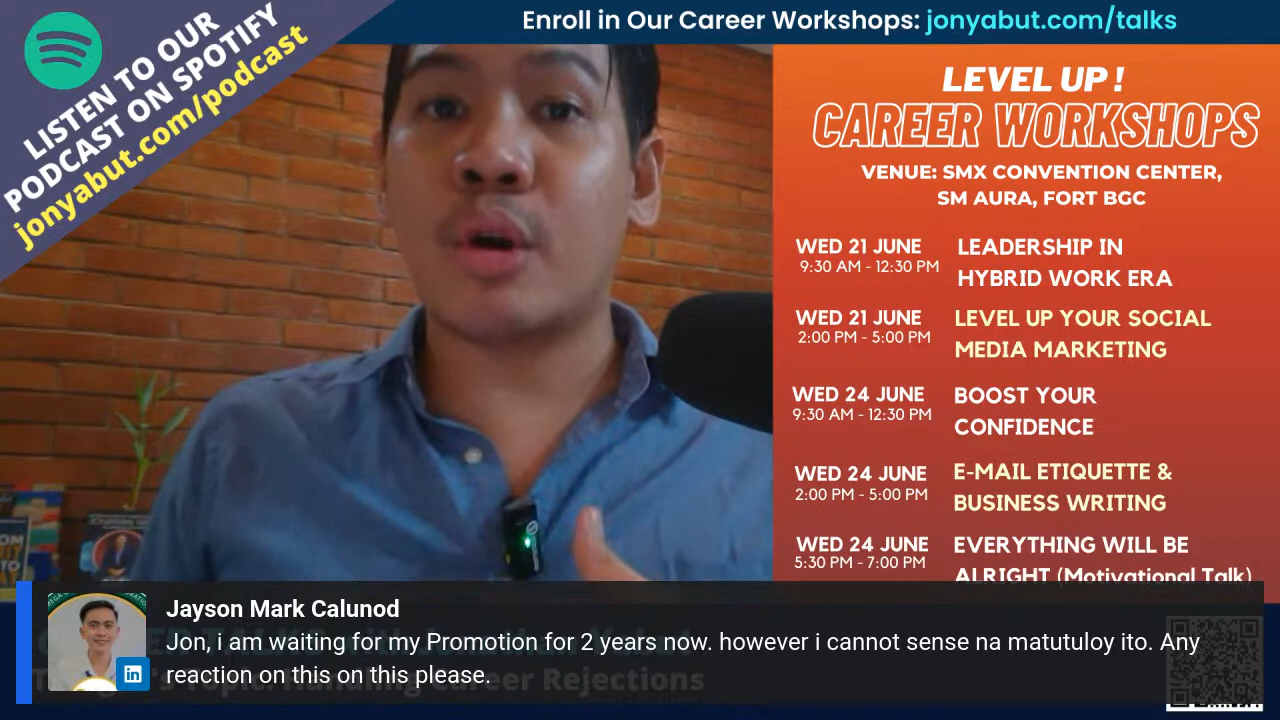 LISTEN TO OUR
PODCAST ON SPOTIFY
jonyabut.com/podcast
Enroll in Our Career Workshops: jonyabut.com/talks
LEVEL UP !
CAREER WORKSHOPS
VENUE: SMX CONVENTION CENTER,
SM AURA, FORT BGC
WED 21 JUNE
9:30 AM - 12:30 PM
LEADERSHIP IN
HYBRID WORK ERA
WED 21 JUNE
2:00 PM - 5:00 PM
LEVEL UP YOUR SOCIAL
MEDIA MARKETING
WED 24 JUNE
9:30 AM - 12:30 PM
BOOST YOUR
CONFIDENCE
WED 24 JUNE
2:00 PM - 5:00 PM
E-MAIL ETIQUETTE &
BUSINESS WRITING
WED 24 JUNE
5:30 PM - 7:00 PM
EVERYTHING WILL BE
ALRIGHT (Motivational Talk)
Jayson Mark Calunod
Jon, i am waiting for my Promotion for 2 years now. however i cannot sense na matutuloy ito. Any
reaction on this on this please.
in
Topic: Handling Career Rejections